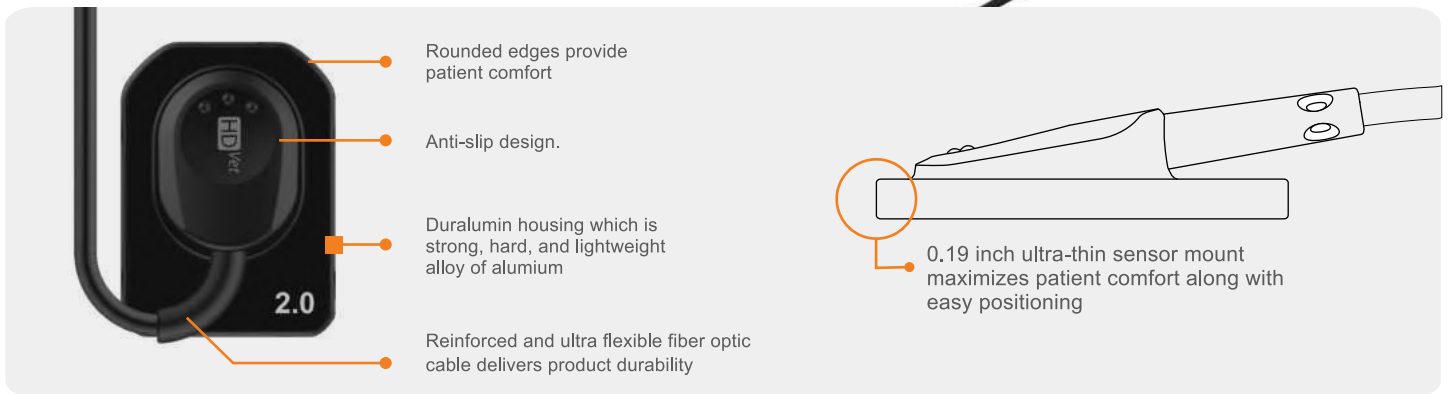 Rounded edges provide
patient comfort
Anti-slip design.
HD Vet
Duralumin housing which is
strong, hard, and lightweight
alloy of alumium
2.0
Reinforced and ultra flexible fiber optic
cable delivers product durability
0.19 inch ultra-thin sensor mount
maximizes patient comfort along with
easy positioning